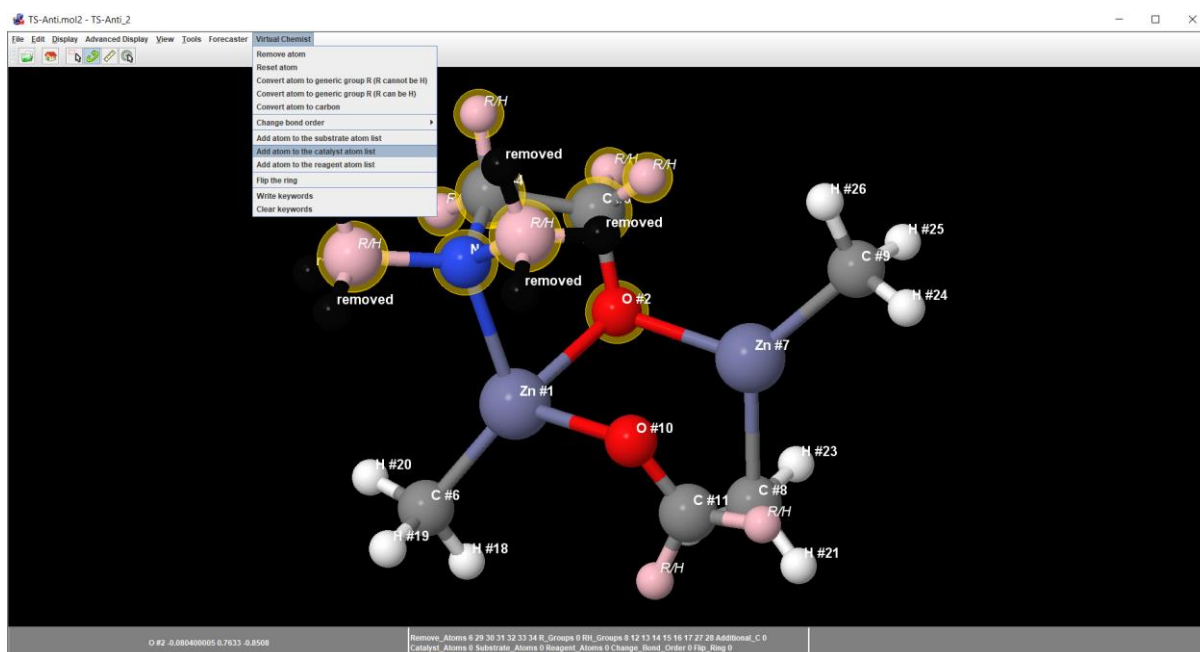 TS-Anti.mol2 - TS-Anti_2
File Edit Display Advanced Display View Tools Forecaster Virtual Chemist
Remove atom
Reset atom
Convert atom to generic group R (R cannot be H)
Convert atom to generic group R (R can be H)
Convert atom to carbon
Change bond order
Add atom to the substrate atom list
Add atom to the catalyst atom list
Add atom to the reagent atom list
Flip the ring
Write keywords
Clear keywords
R/H
removed
R/H
R/H
H #26
R/H
removed
H #25
R/H
N
C #9
removed
removed
H #24
O #2
Zn #7
Zn #1
O #10
H #23
H #20
C #6
C #8
C #11
R/H
H #19
H #18
H #21
R/H
O #2 -0.080400005 0.7633 -0.8508
Remove_Atoms 6 29 30 31 32 33 34 R_Groups 0 RH_Groups 8 12 13 14 15 16 17 27 28 Additional_C 0
Catalyst_Atoms 0 Substrate_Atoms 0 Reagent_Atoms 0 Change_Bond_Order 0 Flip_Ring 0